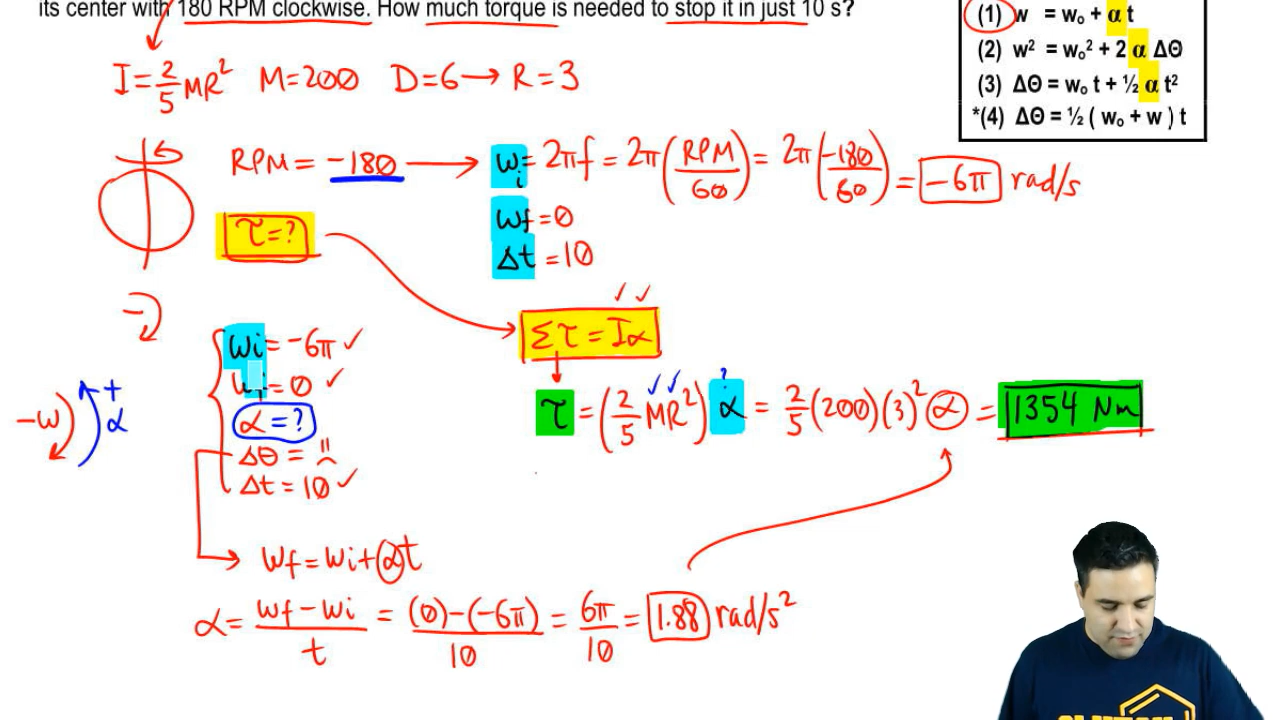 its center with 180 RPM clockwise. How much torque is needed to stop it in just 10 s?
(1) w = w₀ + α t
(2) w² = w₀² + 2 α ΔΘ
(3) ΔΘ = w₀ t + ½ α t²
*(4) ΔΘ = ½ ( w₀ + w ) t
I = 2/5 MR² M=200 D=6 → R=3
RPM = -180 → wi = 2πf = 2π(RPM/60) = 2π(-180/60) = -6π rad/s
wf = 0
Δt = 10
τ = ?
Στ = Iα
wi = -6π ✓
wf = 0 ✓
α = ?
Δθ = 
Δt = 10 ✓
-w
+
α
τ = (2/5 MR²) α = 2/5 (200)(3)² α = 1354 Nm
wf = wi + αt
α = wf - wi / t = (0) - (-6π) / 10 = 6π/10 = 1.88 rad/s²